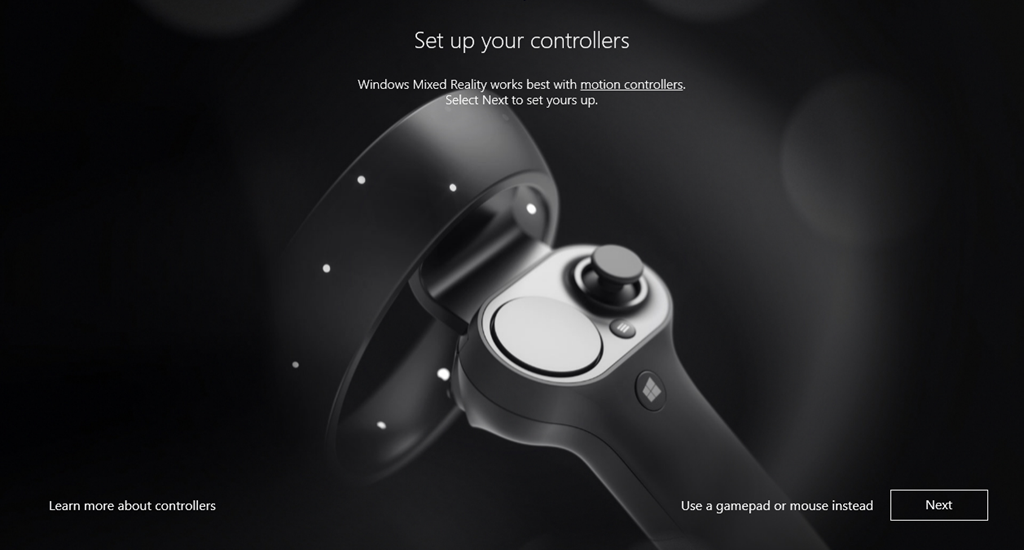 Set up your controllers
Windows Mixed Reality works best with motion controllers.
Select Next to set yours up.
Learn more about controllers
Use a gamepad or mouse instead
Next